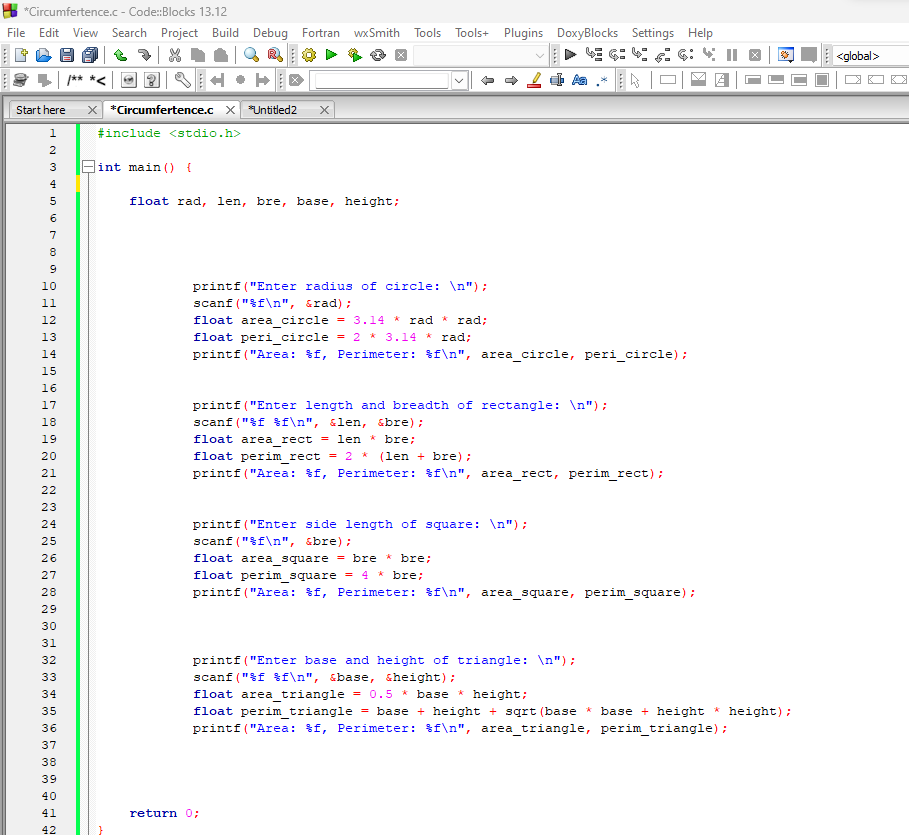 *Circumfertence.c - Code::Blocks 13.12
File Edit View Search Project Build Debug Fortran wxSmith Tools Tools+ Plugins DoxyBlocks Settings Help
<global>
/** *<
Start here *Circumfertence.c *Untitled2
1 #include <stdio.h>
2
3 int main() {
4
5 float rad, len, bre, base, height;
6
7
8
9
10 printf("Enter radius of circle: \n");
11 scanf("%f\n", &rad);
12 float area_circle = 3.14 * rad * rad;
13 float peri_circle = 2 * 3.14 * rad;
14 printf("Area: %f, Perimeter: %f\n", area_circle, peri_circle);
15
16
17 printf("Enter length and breadth of rectangle: \n");
18 scanf("%f %f\n", &len, &bre);
19 float area_rect = len * bre;
20 float perim_rect = 2 * (len + bre);
21 printf("Area: %f, Perimeter: %f\n", area_rect, perim_rect);
22
23
24 printf("Enter side length of square: \n");
25 scanf("%f\n", &bre);
26 float area_square = bre * bre;
27 float perim_square = 4 * bre;
28 printf("Area: %f, Perimeter: %f\n", area_square, perim_square);
29
30
31
32 printf("Enter base and height of triangle: \n");
33 scanf("%f %f\n", &base, &height);
34 float area_triangle = 0.5 * base * height;
35 float perim_triangle = base + height + sqrt(base * base + height * height);
36 printf("Area: %f, Perimeter: %f\n", area_triangle, perim_triangle);
37
38
39
40
41 return 0;
42 }